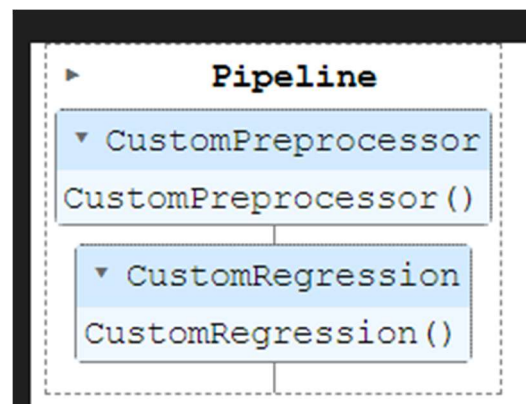 Pipeline
CustomPreprocessor
CustomPreprocessor()
CustomRegression
CustomRegression()